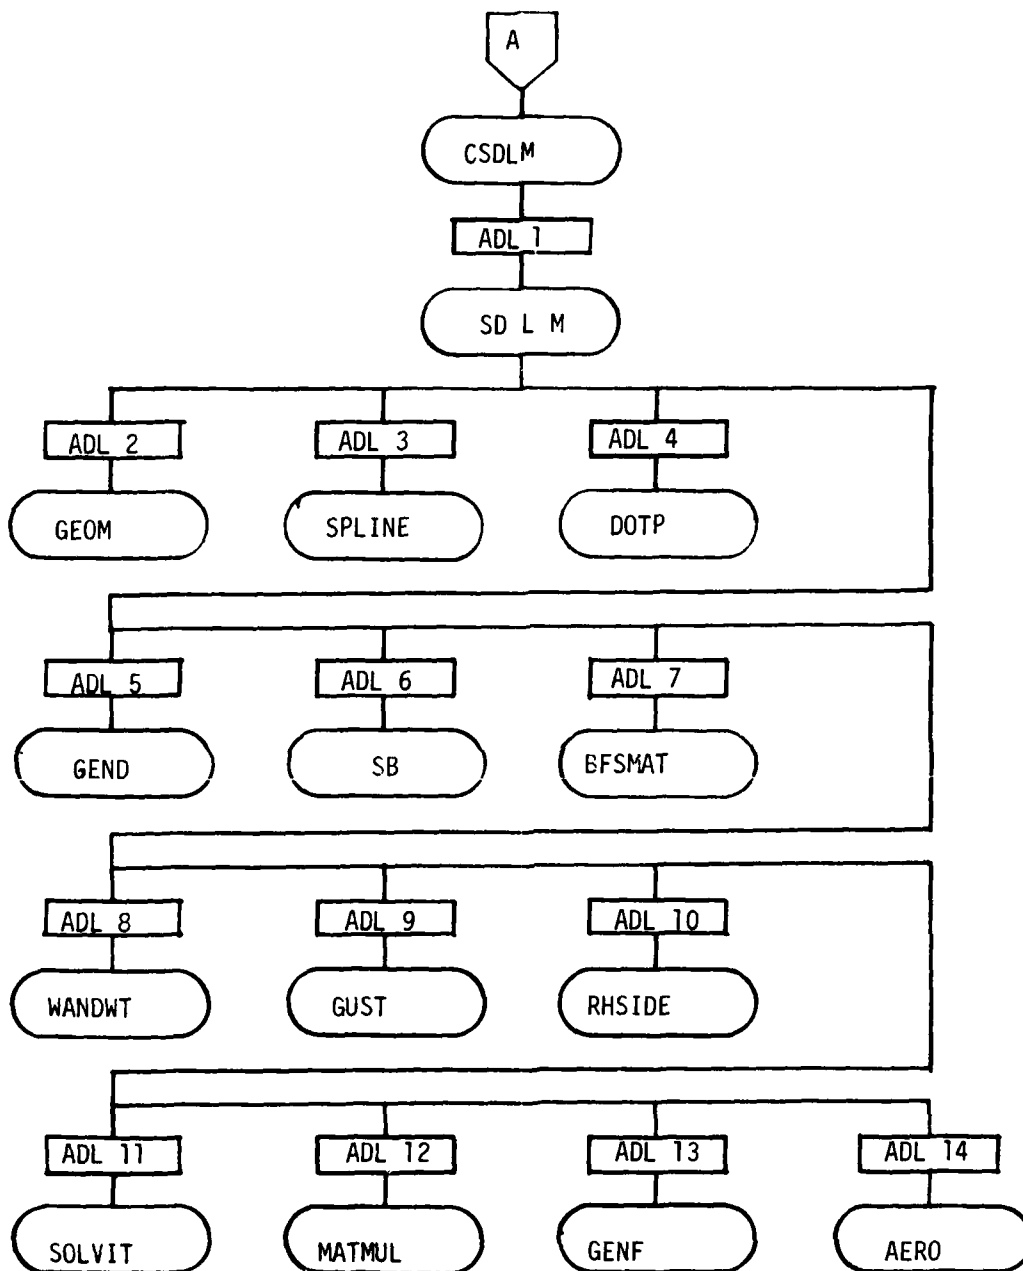 A
CSDLM
ADL 1
SD L M
ADL 2 ADL 3 ADL 4
GEOM SPLINE DOTP
ADL 5 ADL 6 ADL 7
GEND SB BFSMAT
ADL 8 ADL 9 ADL 10
WANDWT GUST RHSIDE
ADL 11 ADL 12 ADL 13 ADL 14
SOLVIT MATMUL GENF AERO